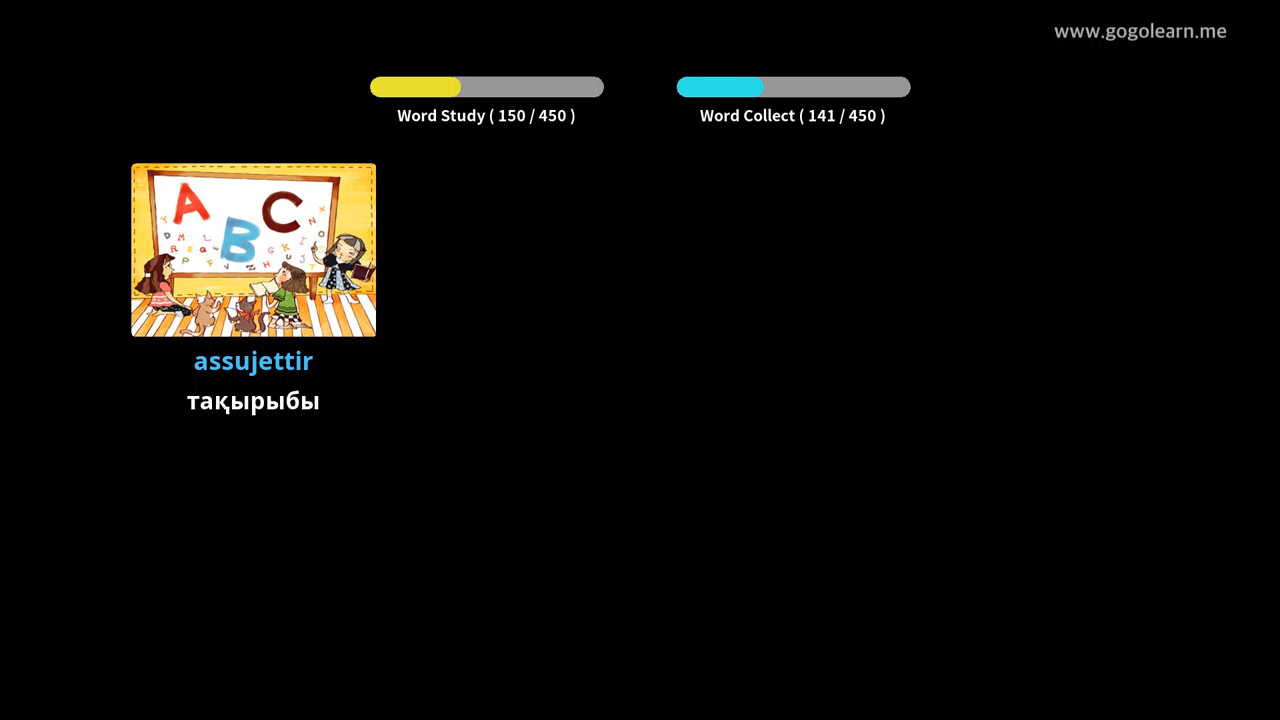 www.gogolearn.me
Word Study ( 150 / 450 )
Word Collect ( 141 / 450 )
A
B
C
assujettir
тақырыбы